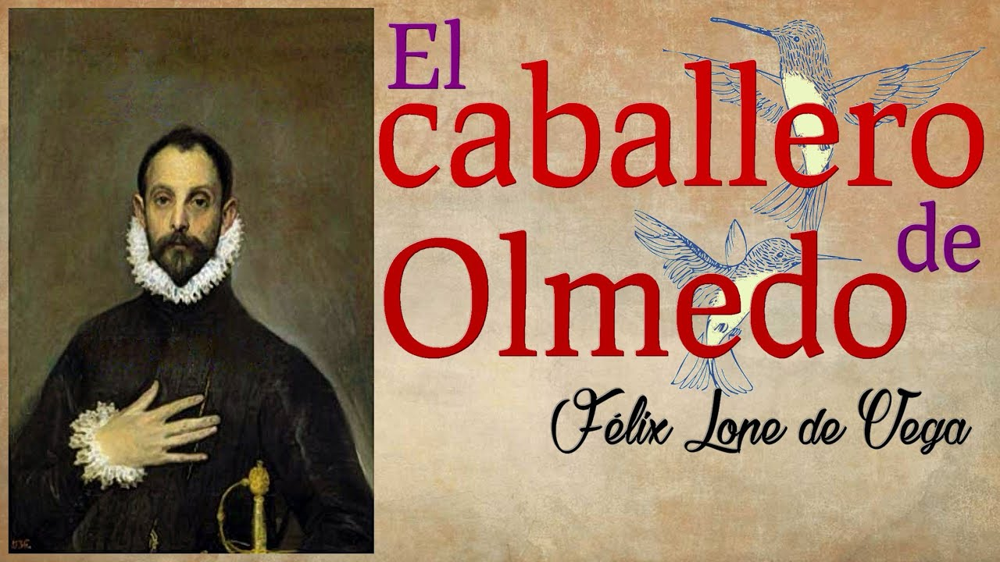 El
caballero
de
Olmedo
Félix Lope de Vega